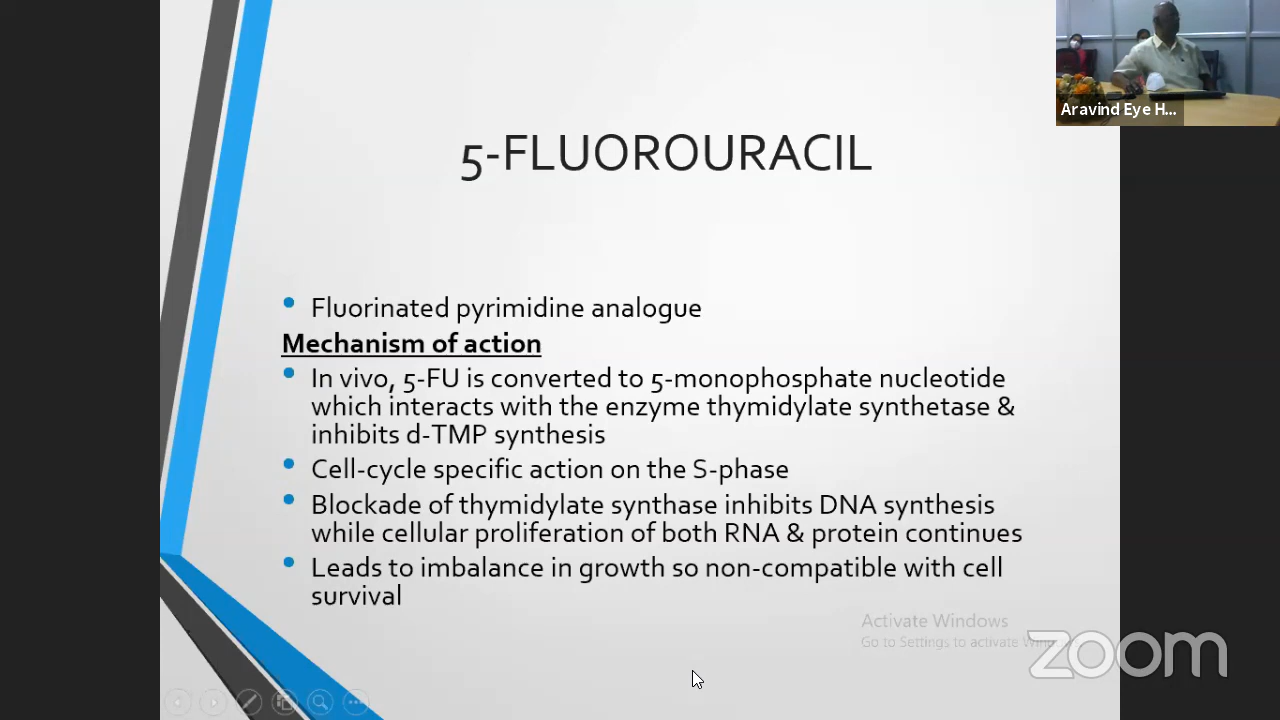 Aravind Eye H...
5-FLUOROURACIL
Fluorinated pyrimidine analogue
Mechanism of action
In vivo, 5-FU is converted to 5-monophosphate nucleotide
which interacts with the enzyme thymidylate synthetase &
inhibits d-TMP synthesis
Cell-cycle specific action on the S-phase
Blockade of thymidylate synthase inhibits DNA synthesis
while cellular proliferation of both RNA & protein continues
Leads to imbalance in growth so non-compatible with cell
survival
Activate Windows
Go to Settings to activate
zoom